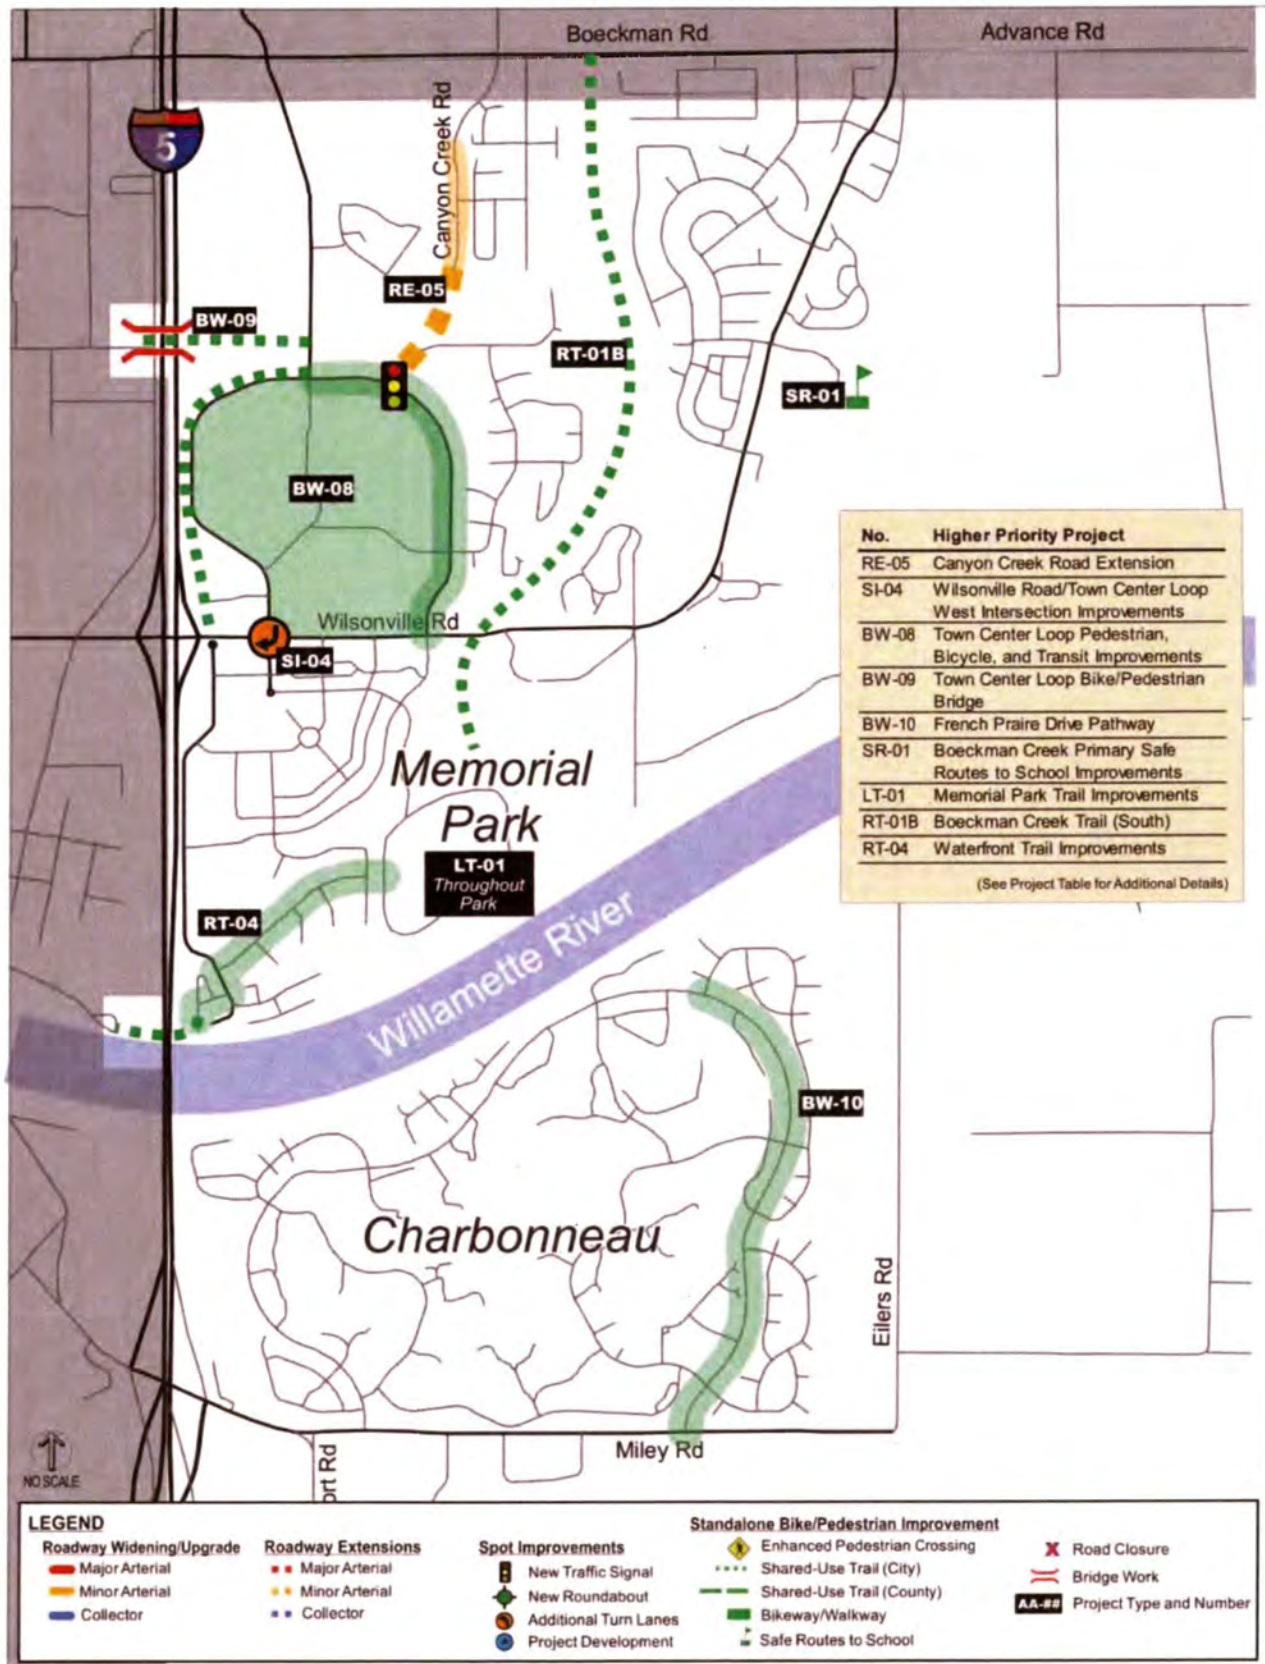 Boeckman Rd
Advance Rd
5
Canyon Creek Rd
RE-05
BW-09
RT-01B
SR-01
BW-08
Wilsonville Rd
SI-04
No. Higher Priority Project
RE-05 Canyon Creek Road Extension
SI-04 Wilsonville Road/Town Center Loop
West Intersection Improvements
BW-08 Town Center Loop Pedestrian,
Bicycle, and Transit Improvements
BW-09 Town Center Loop Bike/Pedestrian
Bridge
BW-10 French Praire Drive Pathway
SR-01 Boeckman Creek Primary Safe
Routes to School Improvements
LT-01 Memorial Park Trail Improvements
RT-01B Boeckman Creek Trail (South)
RT-04 Waterfront Trail Improvements
(See Project Table for Additional Details)
Memorial
Park
LT-01
Throughout
Park
RT-04
Willamette River
BW-10
Charbonneau
Eilers Rd
Miley Rd
ort Rd
NO SCALE
LEGEND
Roadway Widening/Upgrade
Major Arterial
Minor Arterial
Collector
Roadway Extensions
Major Arterial
Minor Arterial
Collector
Spot Improvements
New Traffic Signal
New Roundabout
Additional Turn Lanes
Project Development
Standalone Bike/Pedestrian Improvement
Enhanced Pedestrian Crossing
Shared-Use Trail (City)
Shared-Use Trail (County)
Bikeway/Walkway
Safe Routes to School
X Road Closure
Bridge Work
AA-## Project Type and Number